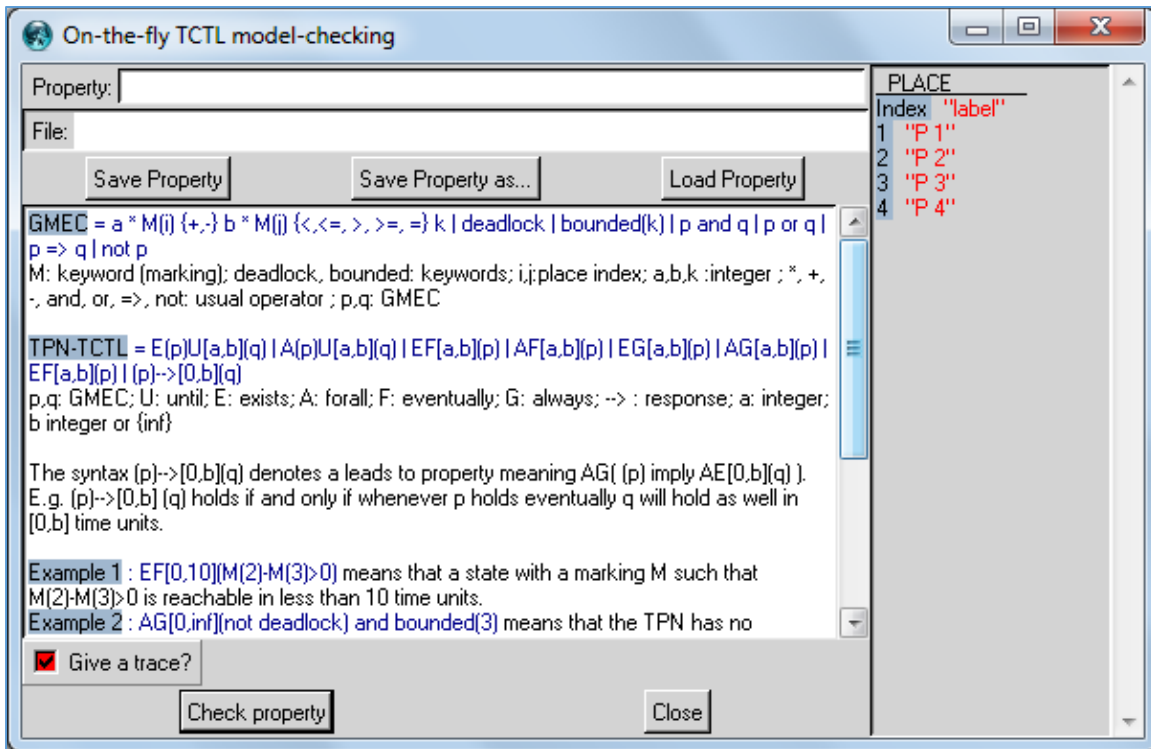 On-the-fly TCTL model-checking
Property:
File:
Save Property
Save Property as...
Load Property
GMEC = a * M(i) {+,-} b * M(j) {<,<=, >, >=, =} k | deadlock | bounded(k) | p and q | p or q |
p => q | not p
M: keyword (marking); deadlock, bounded: keywords; i,j:place index; a,b,k :integer ; *, +,
-, and, or, =>, not: usual operator ; p,q: GMEC
TPN-TCTL = E(p)U[a,b](q) | A(p)U[a,b](q) | EF[a,b](p) | AF[a,b](p) | EG[a,b](p) | AG[a,b](p) |
EF[a,b](p) | (p)-->[0,b](q)
p,q: GMEC; U: until; E: exists; A: forall; F: eventually; G: always; --> : response; a: integer;
b integer or {inf}
The syntax (p)-->[0,b](q) denotes a leads to property meaning AG( (p) imply AE[0,b](q) ).
E.g. (p)-->[0,b] (q) holds if and only if whenever p holds eventually q will hold as well in
[0,b] time units.
Example 1 : EF[0,10](M(2)-M(3)>0) means that a state with a marking M such that
M(2)-M(3)>0 is reachable in less than 10 time units.
Example 2 : AG[0,inf](not deadlock) and bounded(3) means that the TPN has no
Give a trace?
Check property
Close
PLACE
Index "label"
1 "P 1"
2 "P 2"
3 "P 3"
4 "P 4"